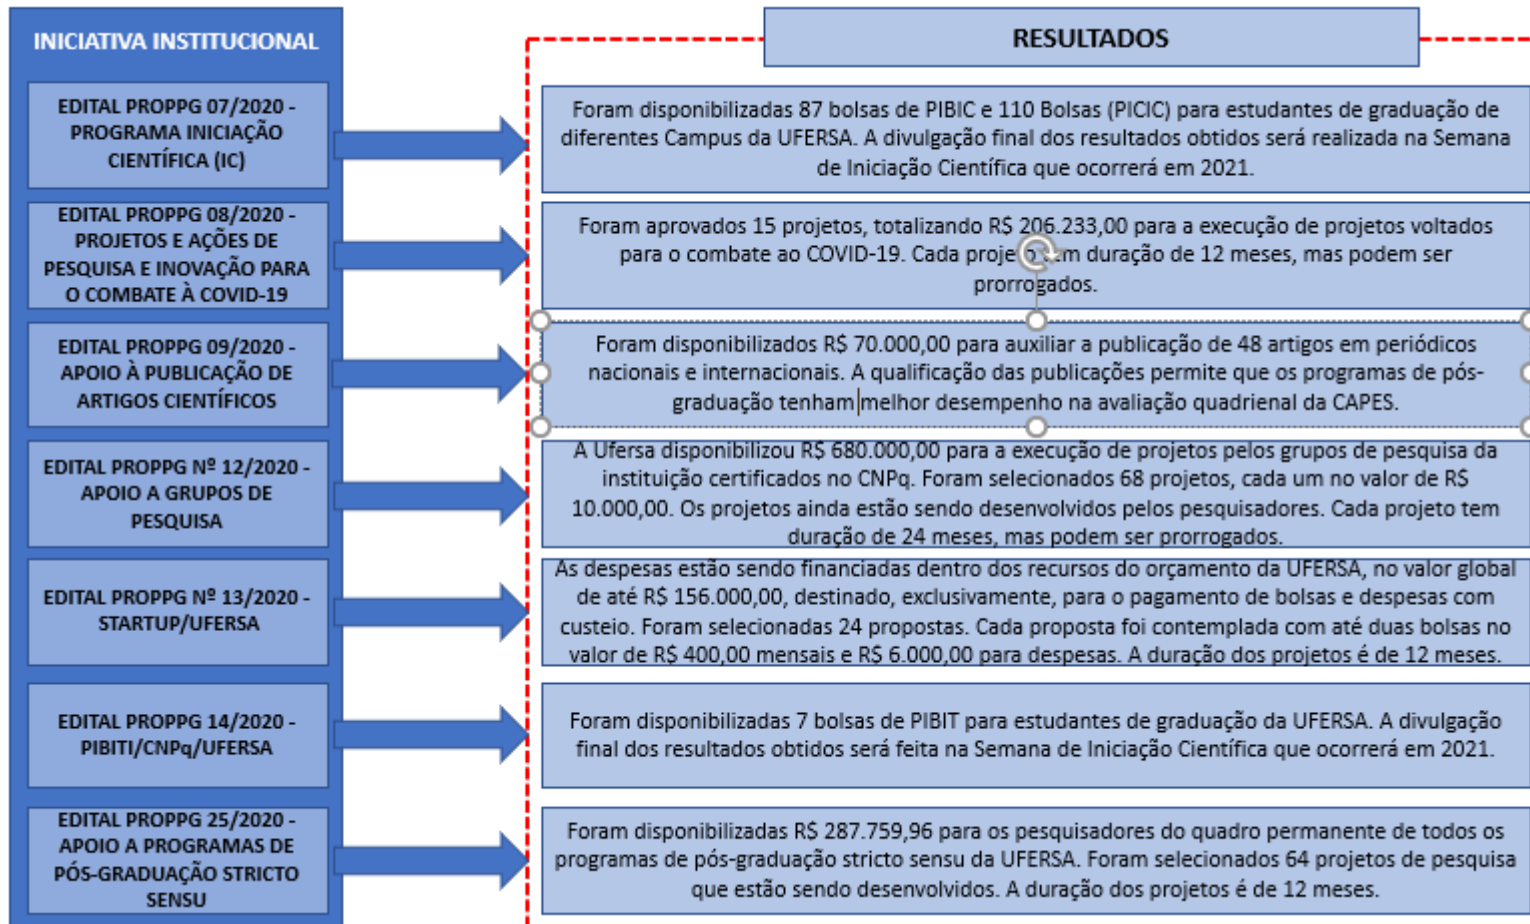 INICIATIVA INSTITUCIONAL
RESULTADOS
EDITAL PROPPG 07/2020 -
PROGRAMA INICIAÇÃO
CIENTÍFICA (IC)
Foram disponibilizadas 87 bolsas de PIBIC e 110 Bolsas (PICIC) para estudantes de graduação de
diferentes Campus da UFERSA. A divulgação final dos resultados obtidos será realizada na Semana
de Iniciação Científica que ocorrerá em 2021.
EDITAL PROPPG 08/2020 -
PROJETOS E AÇÕES DE
PESQUISA E INOVAÇÃO PARA
O COMBATE À COVID-19
Foram aprovados 15 projetos, totalizando R$ 206.233,00 para a execução de projetos voltados
para o combate ao COVID-19. Cada projeto tem duração de 12 meses, mas podem ser
prorrogados.
EDITAL PROPPG 09/2020 -
APOIO À PUBLICAÇÃO DE
ARTIGOS CIENTÍFICOS
Foram disponibilizados R$ 70.000,00 para auxiliar a publicação de 48 artigos em periódicos
nacionais e internacionais. A qualificação das publicações permite que os programas de pós-
graduação tenham melhor desempenho na avaliação quadrienal da CAPES.
EDITAL PROPPG Nº 12/2020 -
APOIO A GRUPOS DE
PESQUISA
A Ufersa disponibilizou R$ 680.000,00 para a execução de projetos pelos grupos de pesquisa da
instituição certificados no CNPq. Foram selecionados 68 projetos, cada um no valor de R$
10.000,00. Os projetos ainda estão sendo desenvolvidos pelos pesquisadores. Cada projeto tem
duração de 24 meses, mas podem ser prorrogados.
EDITAL PROPPG Nº 13/2020 -
STARTUP/UFERSA
As despesas estão sendo financiadas dentro dos recursos do orçamento da UFERSA, no valor global
de até R$ 156.000,00, destinado, exclusivamente, para o pagamento de bolsas e despesas com
custeio. Foram selecionadas 24 propostas. Cada proposta foi contemplada com até duas bolsas no
valor de R$ 400,00 mensais e R$ 6.000,00 para despesas. A duração dos projetos é de 12 meses.
EDITAL PROPPG 14/2020 -
PIBITI/CNPq/UFERSA
Foram disponibilizadas 7 bolsas de PIBIT para estudantes de graduação da UFERSA. A divulgação
final dos resultados obtidos será feita na Semana de Iniciação Científica que ocorrerá em 2021.
EDITAL PROPPG 25/2020 -
APOIO A PROGRAMAS DE
PÓS-GRADUAÇÃO STRICTO
SENSU
Foram disponibilizadas R$ 287.759,96 para os pesquisadores do quadro permanente de todos os
programas de pós-graduação stricto sensu da UFERSA. Foram selecionados 64 projetos de pesquisa
que estão sendo desenvolvidos. A duração dos projetos é de 12 meses.